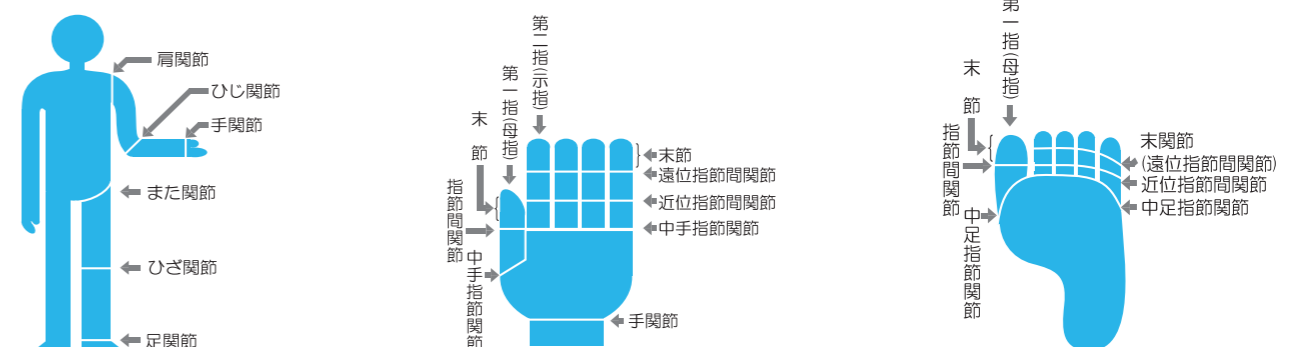 肩関節
ひじ関節
手関節
また関節
ひざ関節
足関節
第二指(示指)
第一指(母指)
末節
指節間関節
中手指節関節
末節
遠位指節間関節
近位指節間関節
中手指節関節
手関節
第一指(母指)
末節
指節間関節
中足指節関節
末関節
(遠位指節間関節)
近位指節間関節
中足指節関節